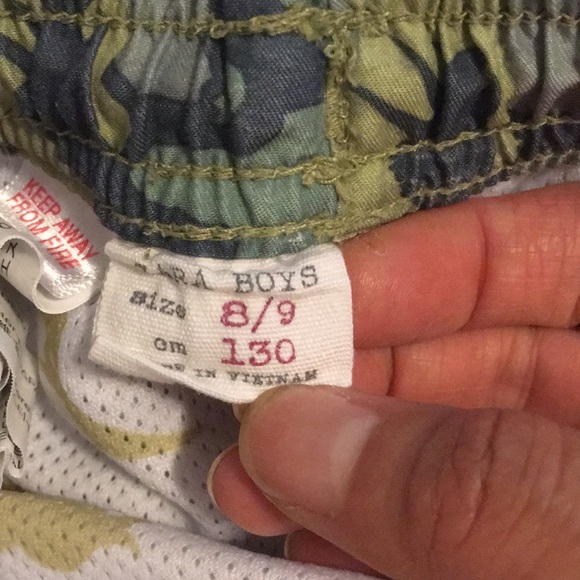 KEEP AWAY
FROM FIRE
ZARA BOYS
size 8/9
cm 130
IN VIETNAM